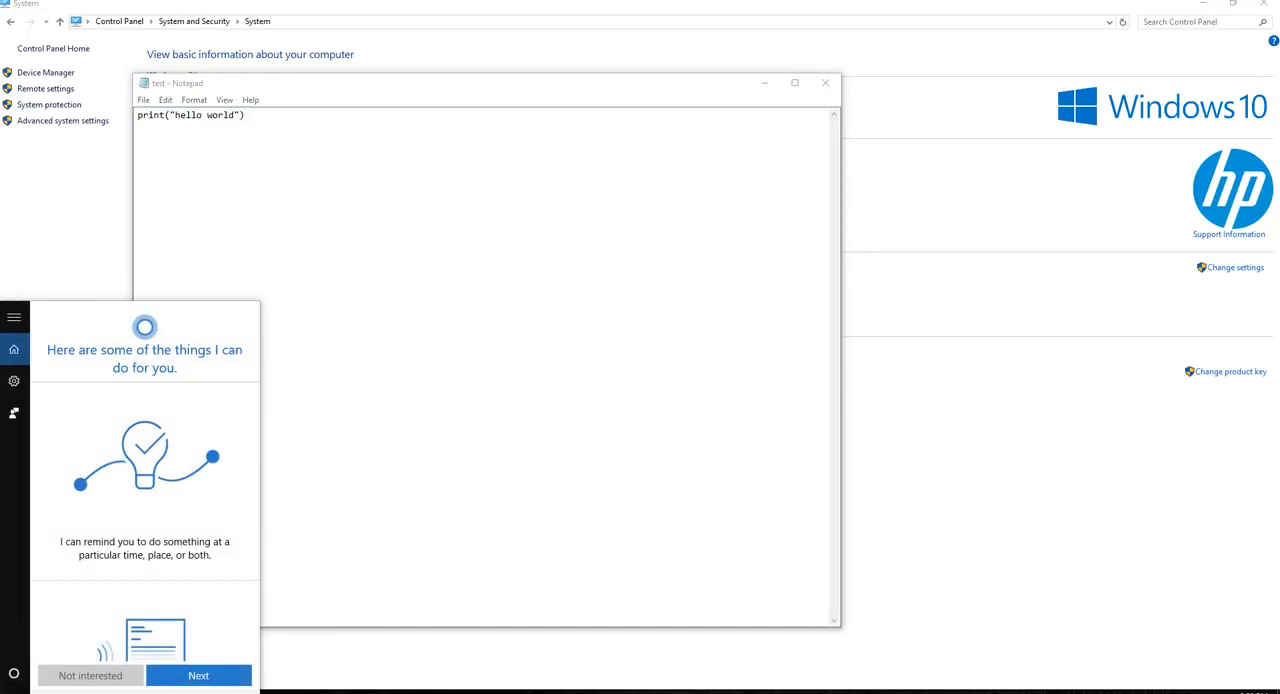 System
Control Panel > System and Security > System
Search Control Panel
Control Panel Home
Device Manager
Remote settings
System protection
Advanced system settings
View basic information about your computer
test - Notepad
File Edit Format View Help
print("hello world")
Windows 10
hp
Support Information
Change settings
Change product key
Here are some of the things I can
do for you.
I can remind you to do something at a
particular time, place, or both.
Not interested
Next